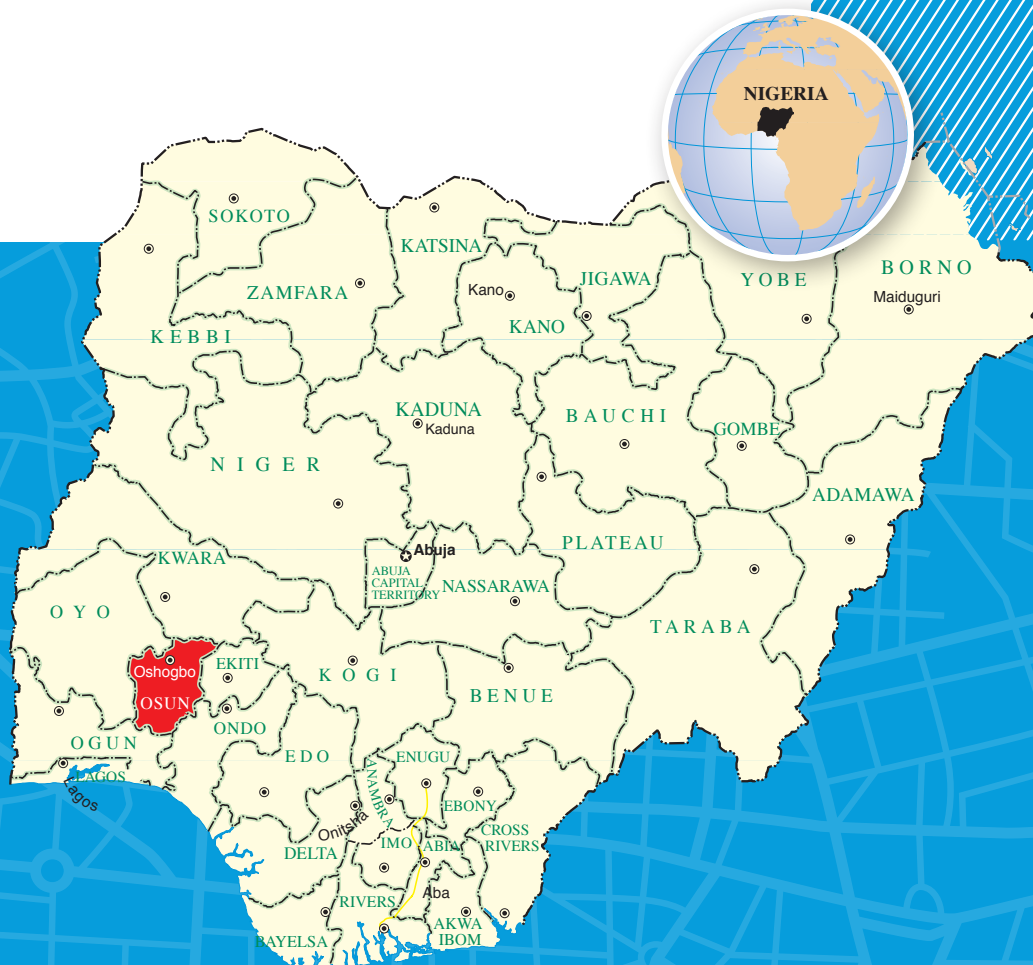 NIGERIA
SOKOTO
KATSINA
ZAMFARA
Kano
JIGAWA
YOBE
BORNO
Maiduguri
KEBBI
KANO
KADUNA
Kaduna
BAUCHI
GOMBE
NIGER
ADAMAWA
KWARA
Abuja
ABUJA
CAPITAL
TERRITORY
NASSARAWA
PLATEAU
OYO
TARABA
Oshogbo
OSUN
EKITI
KOGI
BENUE
ONDO
OGUN
EDO
ENUGU
LAGOS
Lagos
ANAMBRA
Onitsha
EBONY
CROSS
RIVERS
IMO
ABIA
DELTA
Aba
RIVERS
AKWA
IBOM
BAYELSA